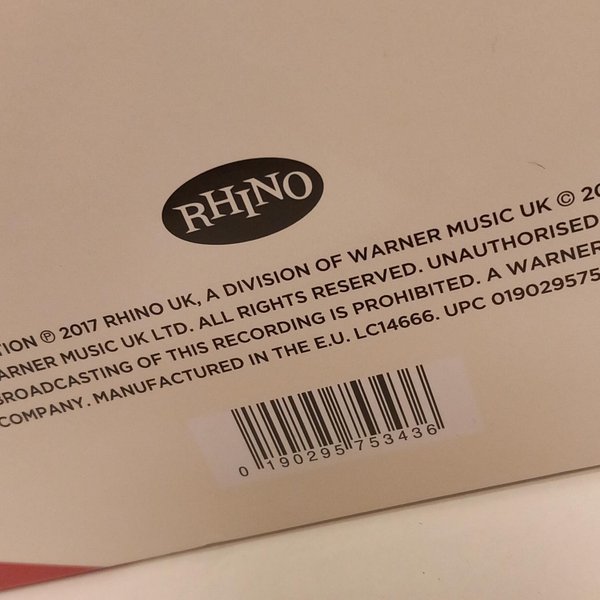 RHINO
TION ℗ 2017 RHINO UK, A DIVISION OF WARNER MUSIC UK © 20
ARNER MUSIC UK LTD. ALL RIGHTS RESERVED. UNAUTHORISED
BROADCASTING OF THIS RECORDING IS PROHIBITED. A WARNER
COMPANY. MANUFACTURED IN THE E.U. LC14666. UPC 019029575
0 190295 753436